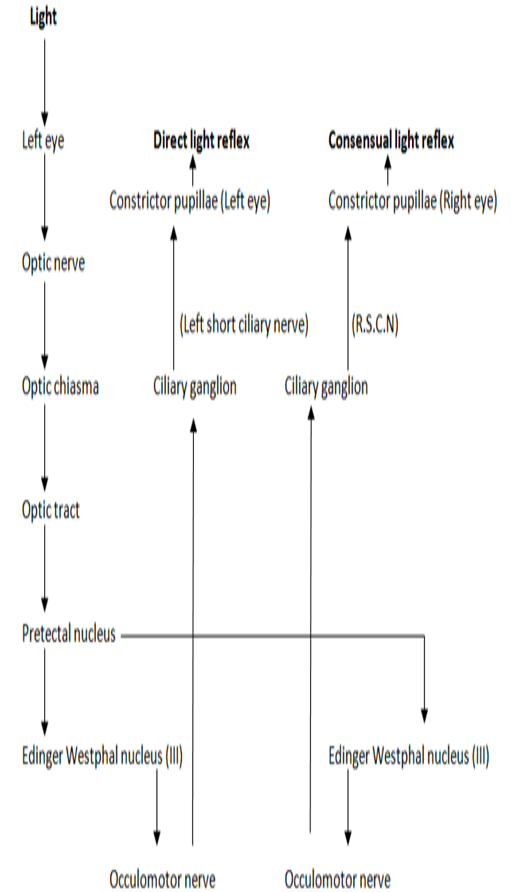 Light
Left eye
Direct light reflex
Consensual light reflex
Constrictor pupillae (Left eye)
Constrictor pupillae (Right eye)
Optic nerve
(Left short ciliary nerve)
(R.S.C.N)
Optic chiasma
Ciliary ganglion
Ciliary ganglion
Optic tract
Pretectal nucleus
Edinger Westphal nucleus (III)
Edinger Westphal nucleus (III)
Occulomotor nerve
Occulomotor nerve